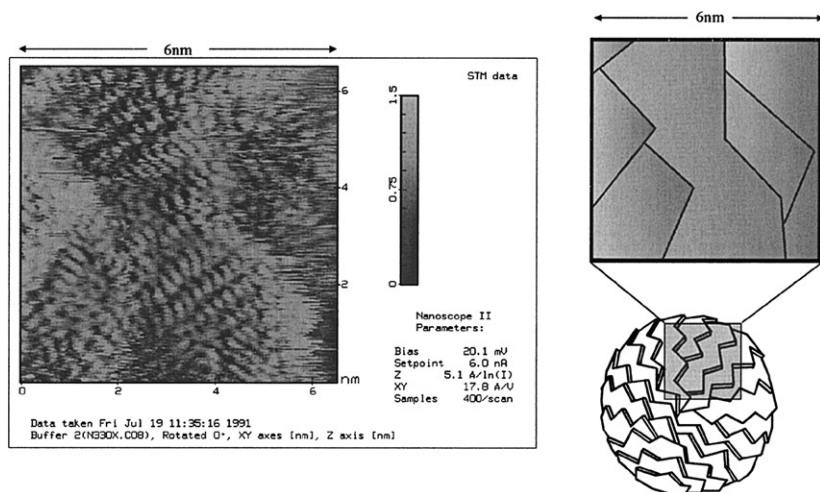 6nm
STM data
1.5
0.75
0
6
4
2
0 2 4 6 nm
Nanoscope II
Parameters:
Bias 20.1 mV
Setpoint 6.0 nA
Z 5.1 A/ln(I)
XY 17.8 A/V
Samples 400/scan
Data taken Fri Jul 19 11:35:16 1991
Buffer 2(N330X.C08), Rotated 0°, XY axes [nm], Z axis [nm]
6nm